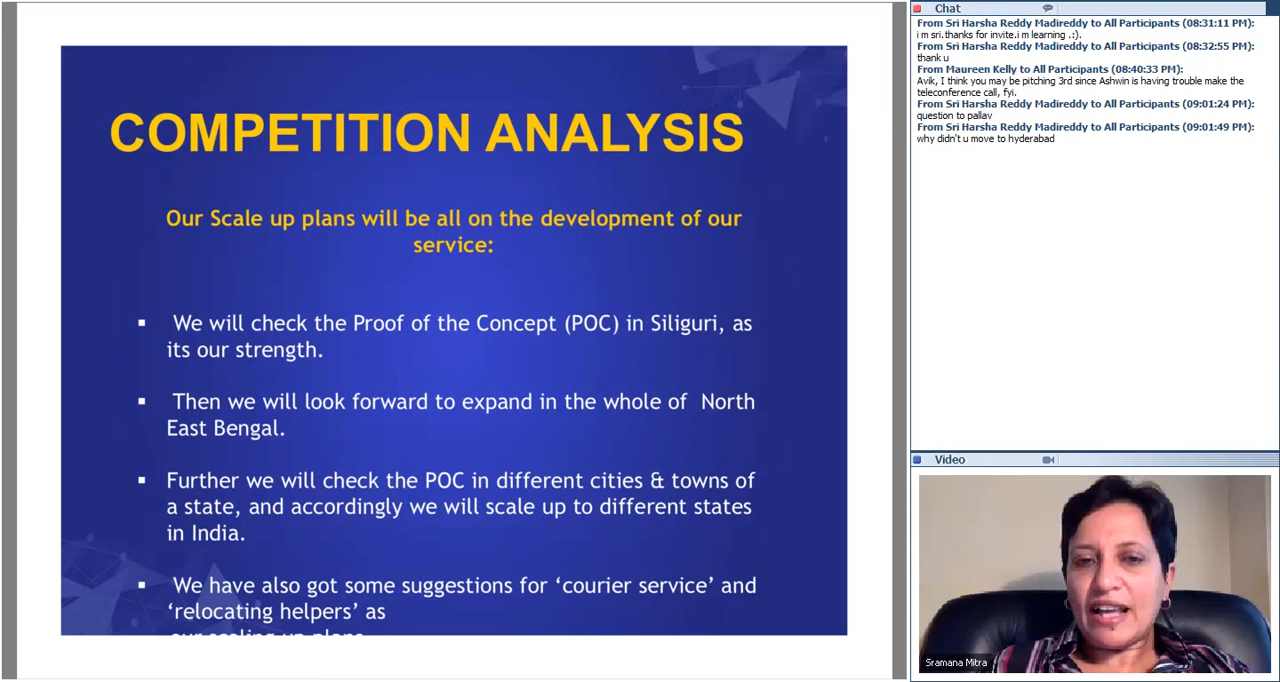 COMPETITION ANALYSIS
Our Scale up plans will be all on the development of our
service:
▪ We will check the Proof of the Concept (POC) in Siliguri, as
its our strength.
▪ Then we will look forward to expand in the whole of North
East Bengal.
▪ Further we will check the POC in different cities & towns of
a state, and accordingly we will scale up to different states
in India.
▪ We have also got some suggestions for ‘courier service’ and
‘relocating helpers’ as
our scaling up plans
Chat
From Sri Harsha Reddy Madireddy to All Participants (08:31:11 PM):
i m sri.thanks for invite.i m learning .:).
From Sri Harsha Reddy Madireddy to All Participants (08:32:55 PM):
thank u
From Maureen Kelly to All Participants (08:40:33 PM):
Avik, I think you may be pitching 3rd since Ashwin is having trouble make the
teleconference call, fyi.
From Sri Harsha Reddy Madireddy to All Participants (09:01:24 PM):
question to pallav
From Sri Harsha Reddy Madireddy to All Participants (09:01:49 PM):
why didn't u move to hyderabad
Video
Sramana Mitra